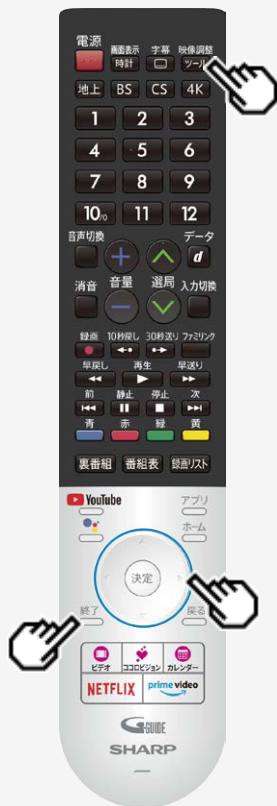 電源
画面表示 字幕 映像調整
時計 ツール
地上 BS CS 4K
1 2 3
4 5 6
7 8 9
10/0 11 12
音声切換 データ
+ d
消音 音量 選局 入力切換
−
録画 10秒戻し 30秒送り ファミリンク
早戻し 再生 早送り
前 静止 停止 次
青 赤 緑 黄
裏番組 番組表 録画リスト
YouTube アプリ
ホーム
決定
終了 戻る
ビデオ ココロビジョン カレンダー
NETFLIX prime video
G-GUIDE
SHARP